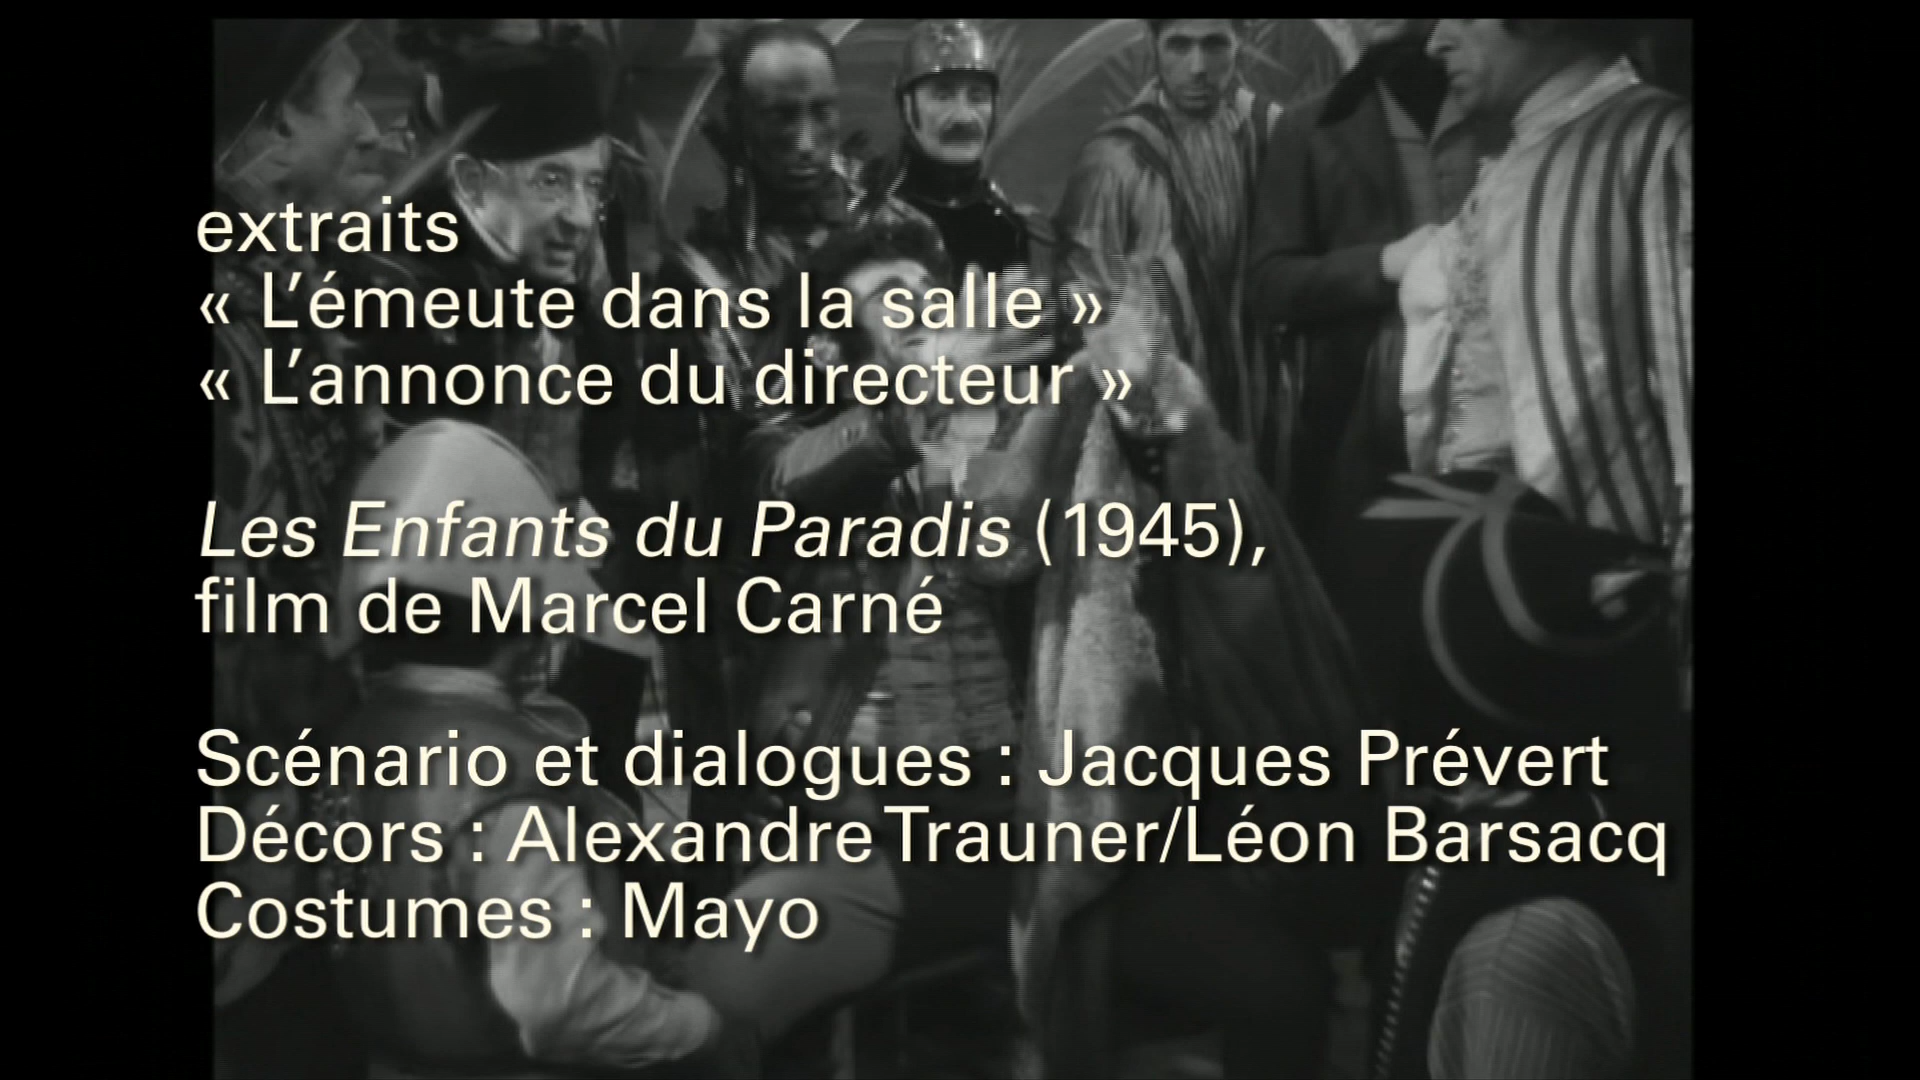 extraits
« L’émeute dans la salle »
« L’annonce du directeur »
Les Enfants du Paradis (1945),
film de Marcel Carné
Scénario et dialogues : Jacques Prévert
Décors : Alexandre Trauner/Léon Barsacq
Costumes : Mayo